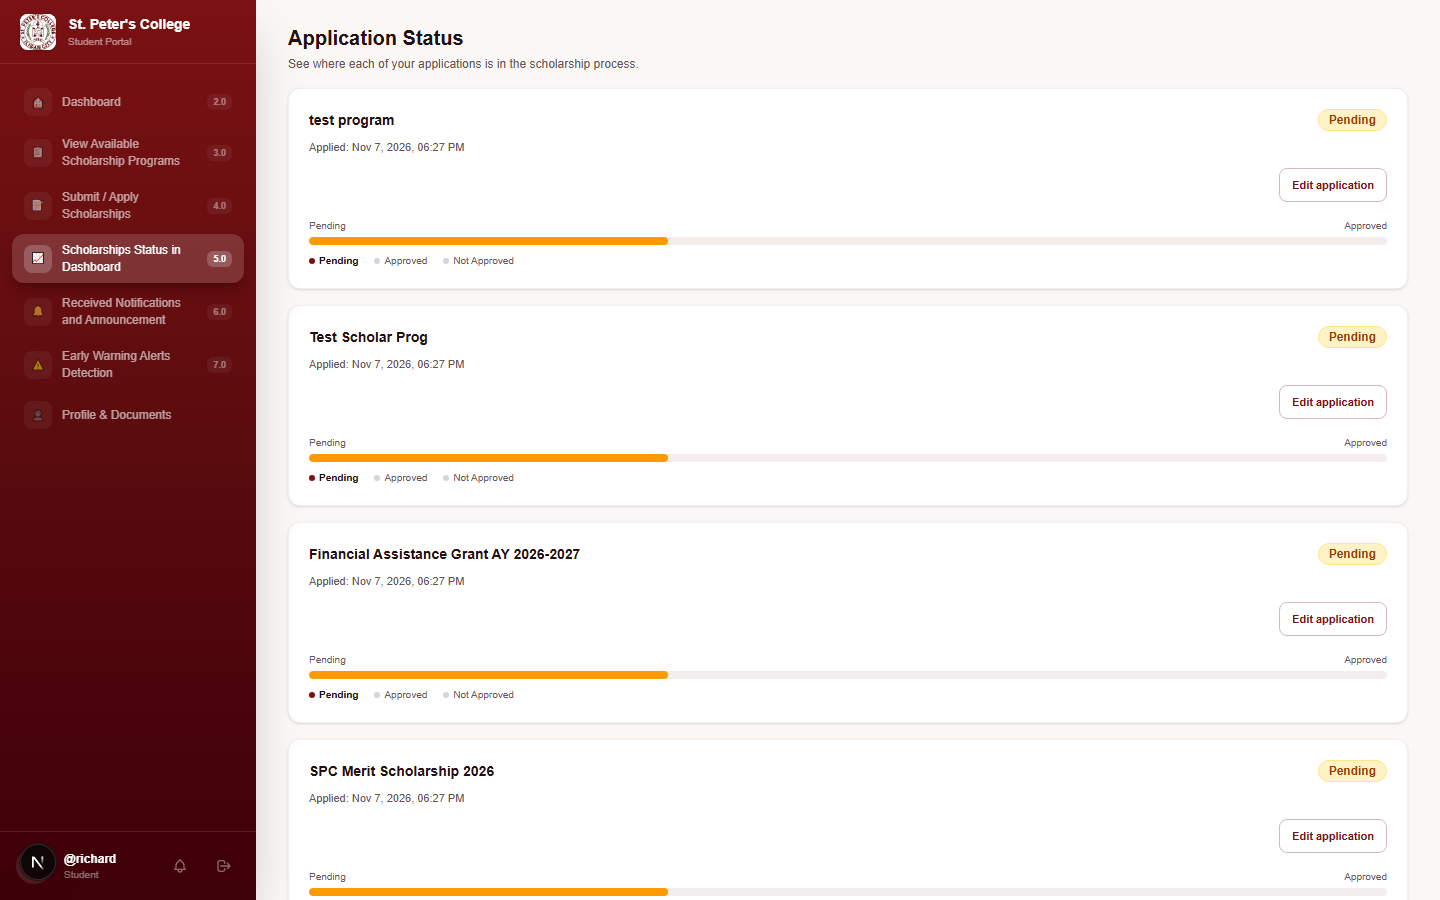 St. Peter's College
Student Portal
Dashboard 2.0
View Available
Scholarship Programs 3.0
Submit / Apply
Scholarships 4.0
Scholarships Status in
Dashboard 5.0
Received Notifications
and Announcement 6.0
Early Warning Alerts
Detection 7.0
Profile & Documents
N
@richard
Student
Application Status
See where each of your applications is in the scholarship process.
test program Pending
Applied: Nov 7, 2026, 06:27 PM
Edit application
Pending Approved
Pending Approved Not Approved
Test Scholar Prog Pending
Applied: Nov 7, 2026, 06:27 PM
Edit application
Pending Approved
Pending Approved Not Approved
Financial Assistance Grant AY 2026-2027 Pending
Applied: Nov 7, 2026, 06:27 PM
Edit application
Pending Approved
Pending Approved Not Approved
SPC Merit Scholarship 2026 Pending
Applied: Nov 7, 2026, 06:27 PM
Edit application
Pending Approved